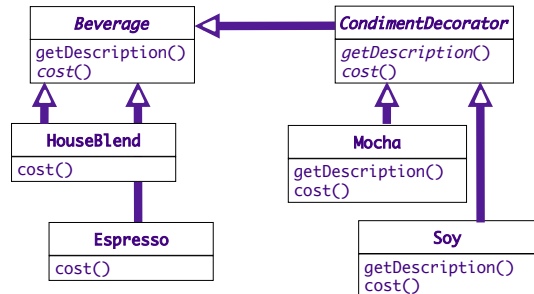 Beverage
getDescription()
cost()
CondimentDecorator
getDescription()
cost()
HouseBlend
cost()
Mocha
getDescription()
cost()
Espresso
cost()
Soy
getDescription()
cost()